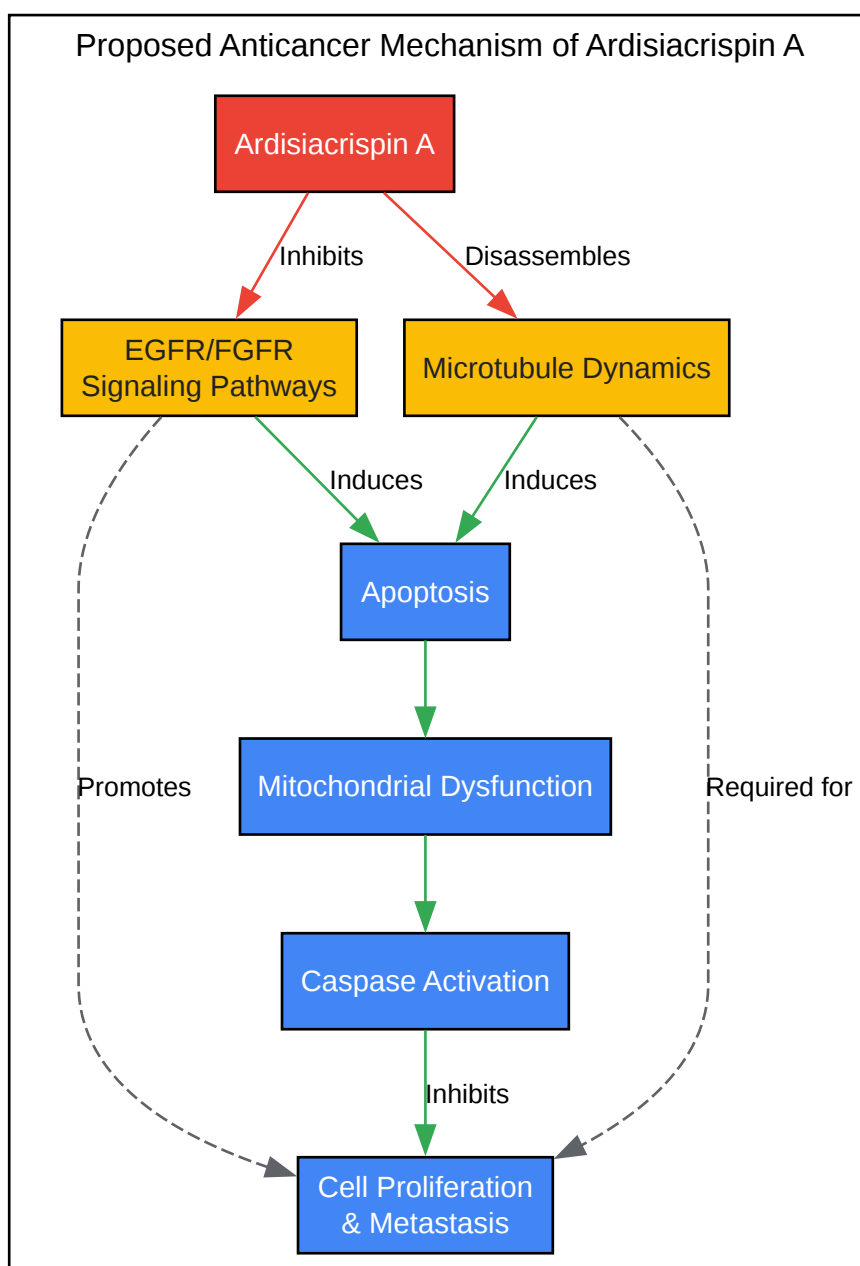 Proposed Anticancer Mechanism of Ardisiacrispin A
Ardisiacrispin A
Inhibits
Disassembles
EGFR/FGFR
Signaling Pathways
Microtubule Dynamics
Induces
Induces
Apoptosis
Mitochondrial Dysfunction
Promotes
Required for
Caspase Activation
Inhibits
Cell Proliferation
& Metastasis